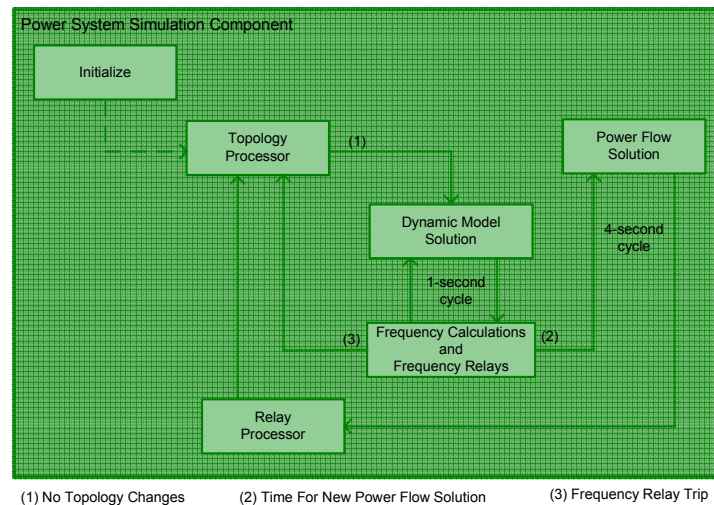 Power System Simulation Component
Initialize
Topology
Processor
(1)
Power Flow
Solution
Dynamic Model
Solution
4-second
cycle
1-second
cycle
(3)
Frequency Calculations
and
Frequency Relays
(2)
Relay
Processor
(1) No Topology Changes
(2) Time For New Power Flow Solution
(3) Frequency Relay Trip